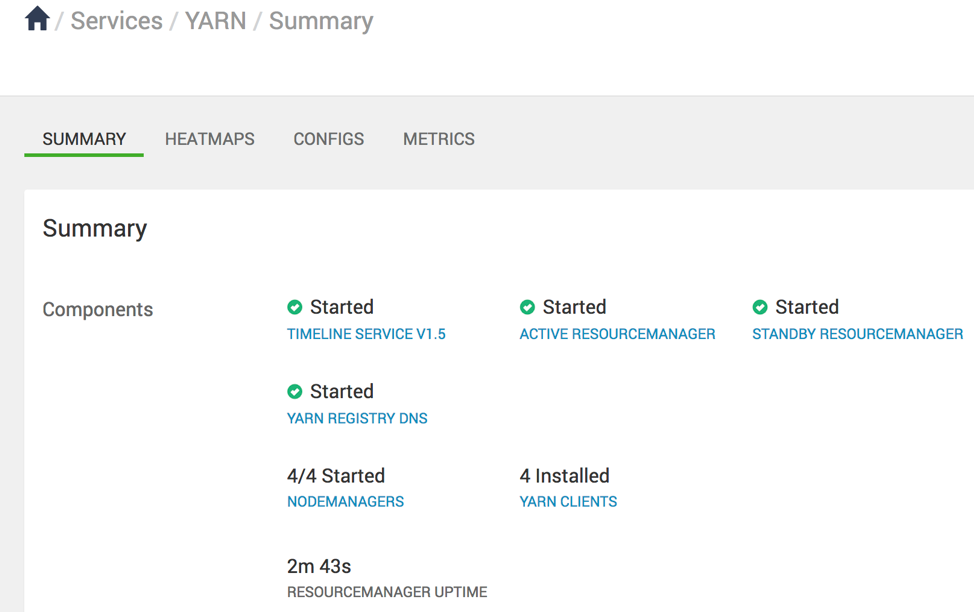 / Services / YARN / Summary
SUMMARY HEATMAPS CONFIGS METRICS
Summary
Components
Started Started Started
TIMELINE SERVICE V1.5 ACTIVE RESOURCEMANAGER STANDBY RESOURCEMANAGER
Started
YARN REGISTRY DNS
4/4 Started 4 Installed
NODEMANAGERS YARN CLIENTS
2m 43s
RESOURCEMANAGER UPTIME